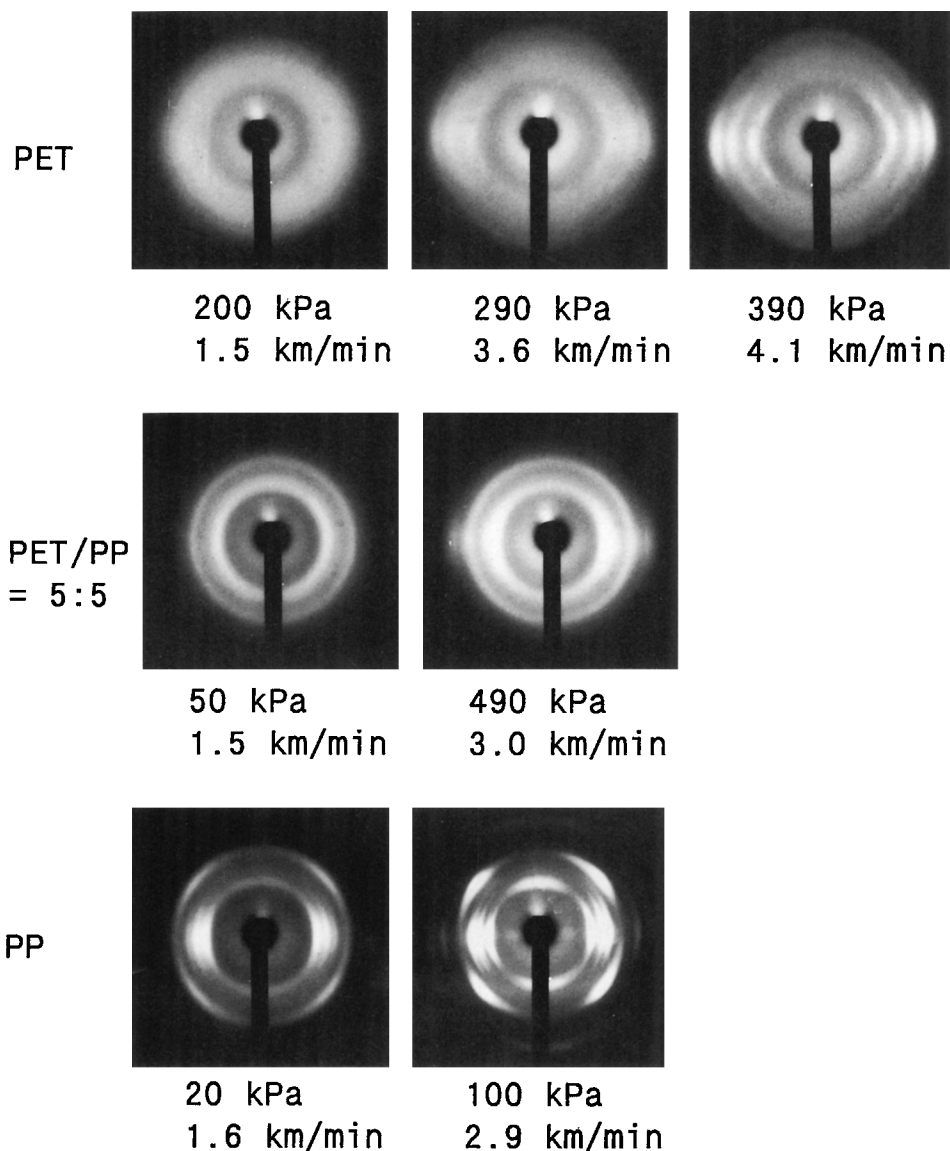 PET
200 kPa
1.5 km/min
290 kPa
3.6 km/min
390 kPa
4.1 km/min
PET/PP
= 5:5
50 kPa
1.5 km/min
490 kPa
3.0 km/min
PP
20 kPa
1.6 km/min
100 kPa
2.9 km/min